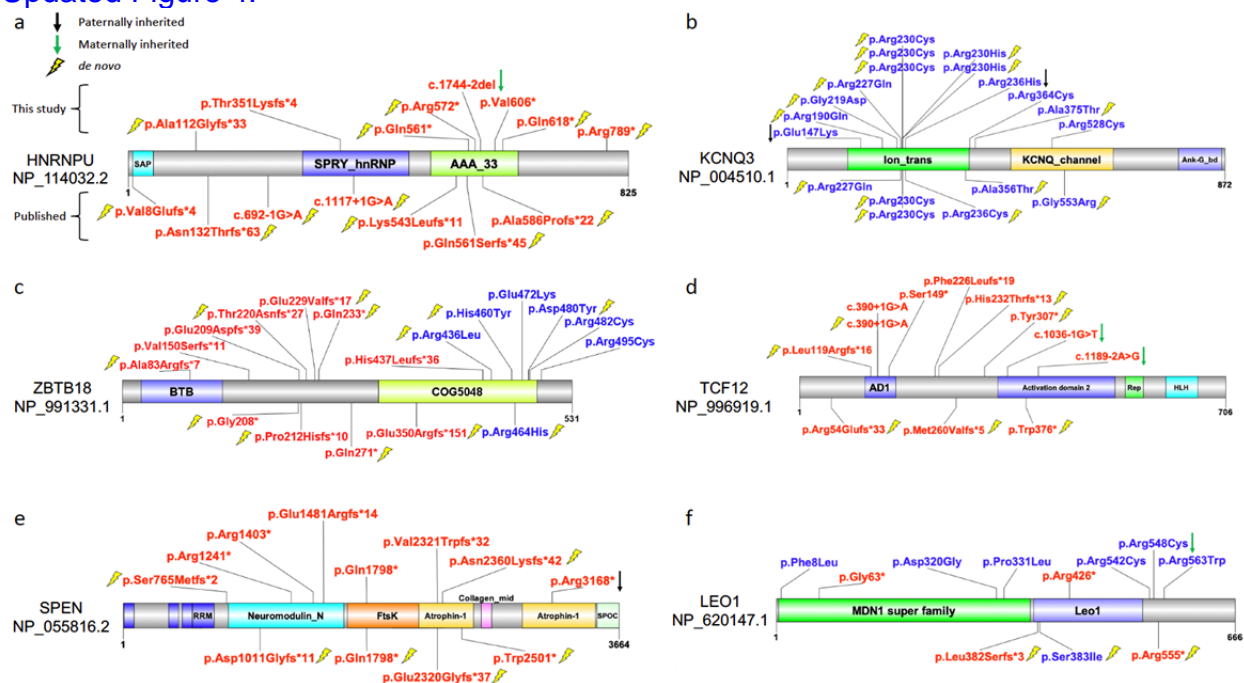 Updated Figure 4.
a
Paternally inherited
Maternally inherited
de novo
This study
Published
HNRNPU
NP_114032.2
p.Ala112Glyfs*33
p.Thr351Lysfs*4
p.Gln561*
p.Arg572*
c.1744-2del
p.Val606*
p.Gln618*
p.Arg789*
SAP
SPRY_hnRNP
AAA_33
1
825
p.Val8Glufs*4
p.Asn132Thrfs*63
c.692-1G>A
c.1117+1G>A
p.Lys543Leufs*11
p.Gln561Serfs*45
p.Ala586Profs*22
b
KCNQ3
NP_004510.1
p.Arg230Cys
p.Arg230Cys
p.Arg230Cys
p.Arg230His
p.Arg230His
p.Arg227Gln
p.Arg236His
p.Gly219Asp
p.Arg364Cys
p.Arg190Gln
p.Ala375Thr
p.Glu147Lys
p.Arg528Cys
Ion_trans
KCNQ_channel
Ank-G_bd
1
872
p.Arg227Gln
p.Arg230Cys
p.Arg230Cys
p.Arg236Cys
p.Ala356Thr
p.Gly553Arg
c
ZBTB18
NP_991331.1
p.Glu229Valfs*17
p.Thr220Asnfs*27
p.Gln233*
p.Glu209Aspfs*39
p.Val150Serfs*11
p.Ala83Argfs*7
p.His437Leufs*36
p.Arg436Leu
p.His460Tyr
p.Glu472Lys
p.Asp480Tyr
p.Arg482Cys
p.Arg495Cys
BTB
COG5048
1
531
p.Gly208*
p.Pro212Hisfs*10
p.Gln271*
p.Glu350Argfs*151
p.Arg464His
d
TCF12
NP_996919.1
p.Phe226Leufs*19
p.Ser149*
p.His232Thrfs*13
c.390+1G>A
c.390+1G>A
p.Tyr307*
c.1036-1G>T
p.Leu119Argfs*16
c.1189-2A>G
AD1
Activation domain 2
Rep
HLH
1
706
p.Arg54Glufs*33
p.Met260Valfs*5
p.Trp376*
e
SPEN
NP_055816.2
p.Glu1481Argfs*14
p.Arg1403*
p.Arg1241*
p.Ser765Metfs*2
p.Gln1798*
p.Val2321Trpfs*32
p.Asn2360Lysfs*42
p.Arg3168*
RRM
Neuromodulin_N
FtsK
Atrophin-1
Collagen_mid
Atrophin-1
SPOC
1
3664
p.Asp1011Glyfs*11
p.Gln1798*
p.Glu2320Glyfs*37
p.Trp2501*
f
LEO1
NP_620147.1
p.Phe8Leu
p.Gly63*
p.Asp320Gly
p.Pro331Leu
p.Arg426*
p.Arg542Cys
p.Arg548Cys
p.Arg563Trp
MDN1 super family
Leo1
1
666
p.Leu382Serfs*3
p.Ser383Ile
p.Arg555*